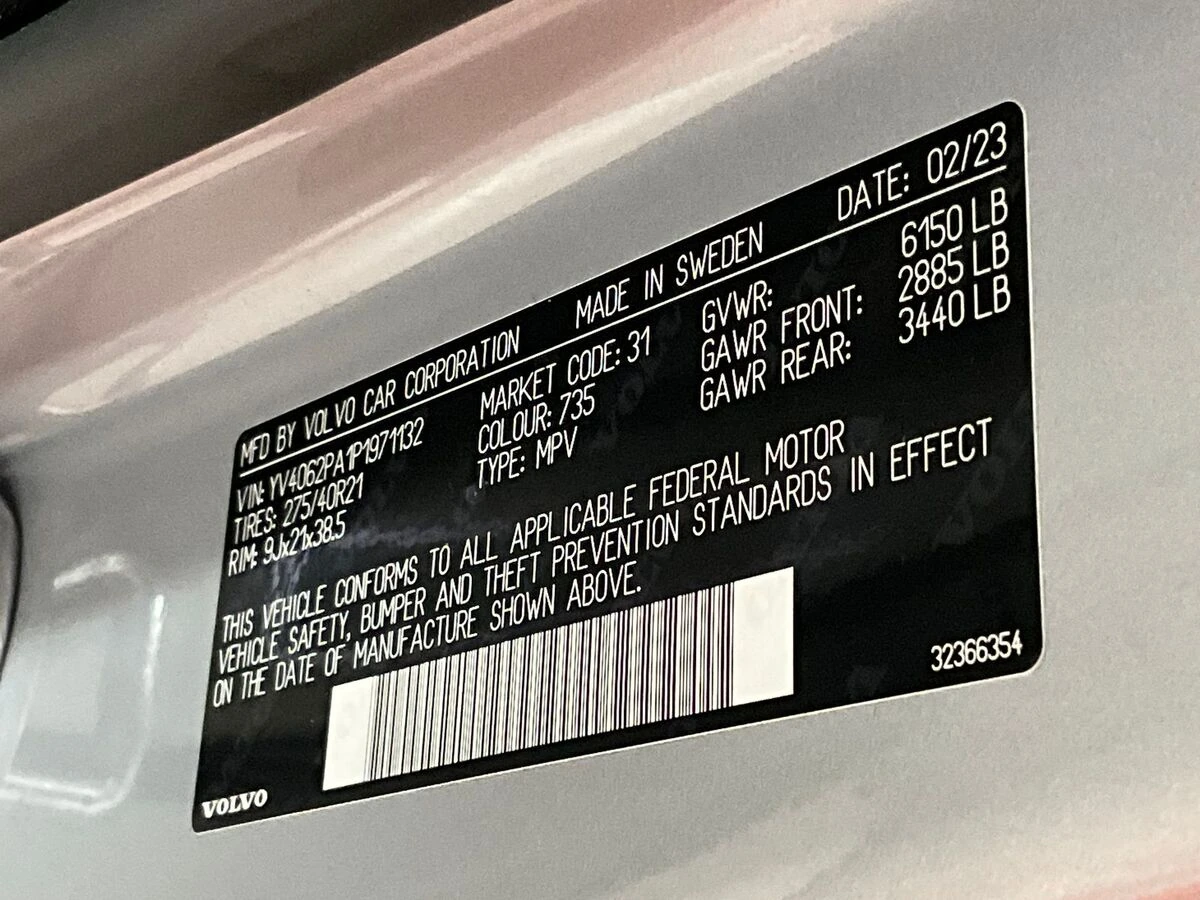 MFD BY VOLVO CAR CORPORATION MADE IN SWEDEN DATE: 02/23
VIN: YV4062PA1P1971132 MARKET CODE: 31 GVWR: 6150 LB
TIRES: 275/40R21 COLOUR: 735 GAWR FRONT: 2885 LB
RIM: 9Jx21x38.5 TYPE: MPV GAWR REAR: 3440 LB
THIS VEHICLE CONFORMS TO ALL APPLICABLE FEDERAL MOTOR
VEHICLE SAFETY, BUMPER AND THEFT PREVENTION STANDARDS IN EFFECT
ON THE DATE OF MANUFACTURE SHOWN ABOVE.
32366354
VOLVO